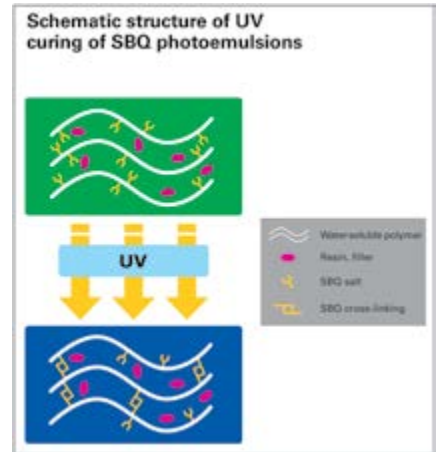 Schematic structure of UV
curing of SBQ photoemulsions
UV
Water-soluble polymer
Resin, filler
SBQ salt
SBQ cross-linking